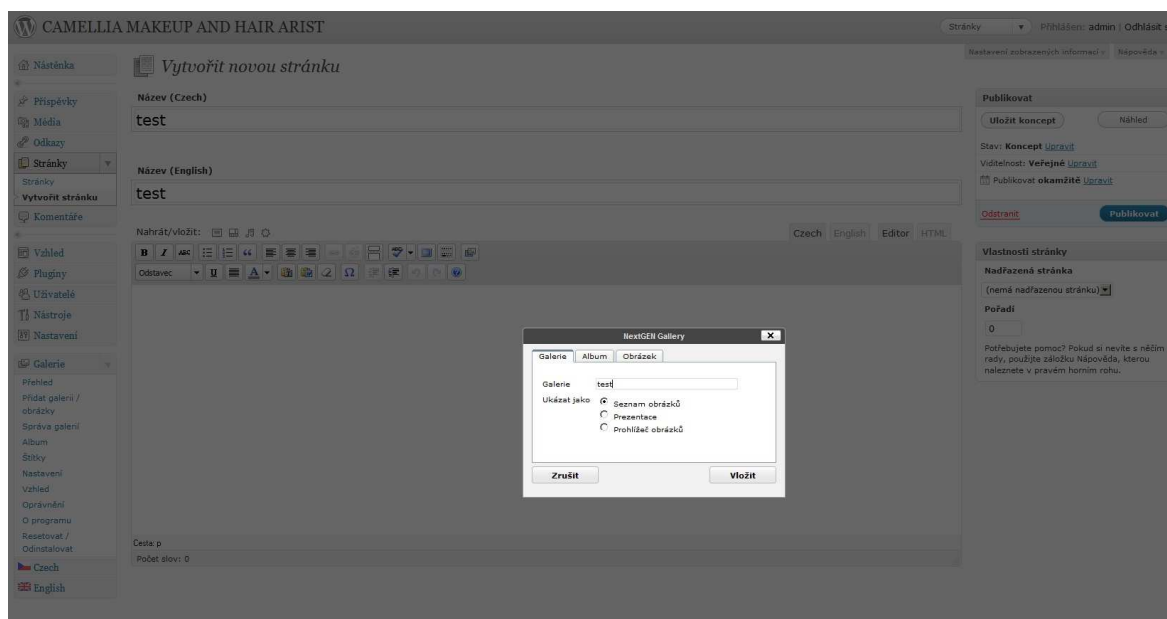 CAMELLIA MAKEUP AND HAIR ARIST
Stránky
Přihlášen: admin | Odhlásit
Nastavení zobrazených informací
Nápověda
Nástěnka
Příspěvky
Média
Odkazy
Stránky
Stránky
Vytvořit stránku
Komentáře
Vzhled
Pluginy
Uživatelé
Nástroje
Nastavení
Galerie
Přehled
Přidat galerii /
obrázky
Správa galerií
Album
Štítky
Nastavení
Vzhled
Oprávnění
O programu
Resetovat /
Odinstalovat
Czech
English
Vytvořit novou stránku
Název (Czech)
test
Název (English)
test
Nahrát/vložit:
Czech English Editor HTML
B I ABC
Odstavec U A Ω
NextGEN Gallery X
Galerie Album Obrázek
Galerie test
Ukázat jako Seznam obrázků
Prezentace
Prohlížeč obrázků
Zrušit Vložit
Cesta: p
Počet slov: 0
Publikovat
Uložit koncept Náhled
Stav: Koncept Upravit
Viditelnost: Veřejné Upravit
Publikovat okamžitě Upravit
Odstranit Publikovat
Vlastnosti stránky
Nadřazená stránka
(nemá nadřazenou stránku)
Pořadí
0
Potřebujete pomoc? Pokud si nevíte s něčím
rady, použijte záložku Nápověda, kterou
naleznete v pravém horním rohu.